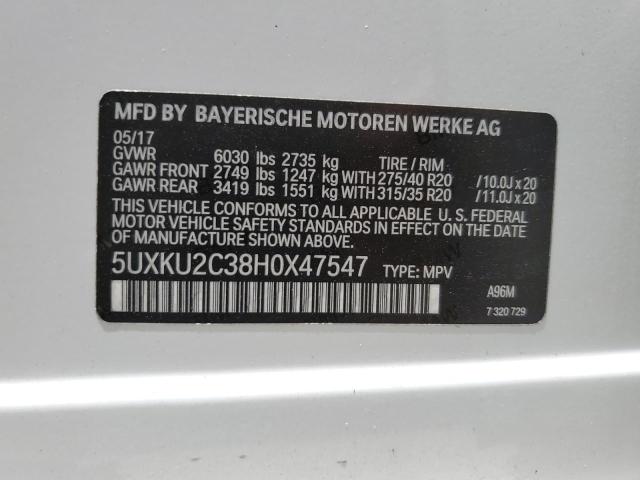 MFD BY BAYERISCHE MOTOREN WERKE AG
05/17
GVWR 6030 lbs 2735 kg TIRE / RIM
GAWR FRONT 2749 lbs 1247 kg WITH 275/40 R20 /10.0J x 20
GAWR REAR 3419 lbs 1551 kg WITH 315/35 R20 /11.0J x 20
THIS VEHICLE CONFORMS TO ALL APPLICABLE U. S. FEDERAL
MOTOR VEHICLE SAFETY STANDARDS IN EFFECT ON THE DATE
OF MANUFACTURE SHOWN ABOVE.
5UXKU2C38H0X47547 TYPE: MPV
A96M
7 320 729